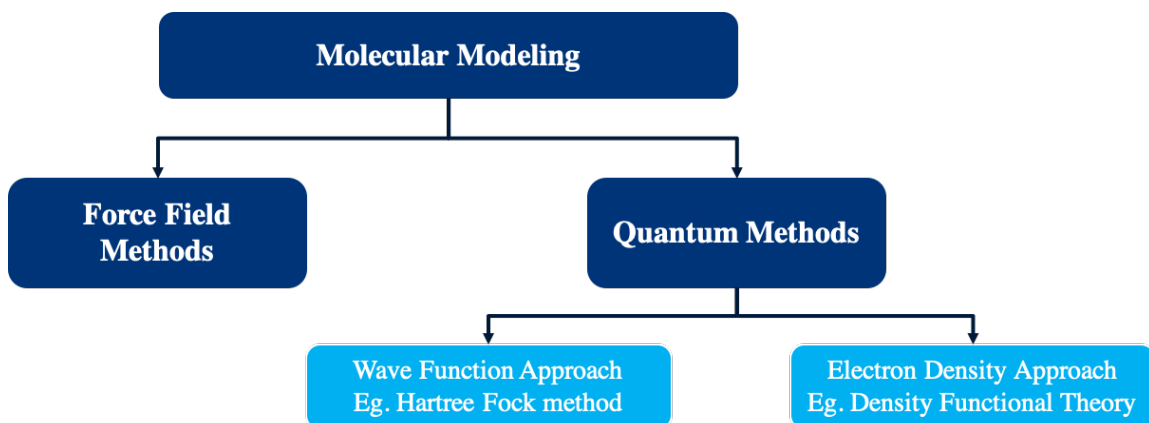 Molecular Modeling
Force Field
Methods
Quantum Methods
Wave Function Approach
Eg. Hartree Fock method
Electron Density Approach
Eg. Density Functional Theory